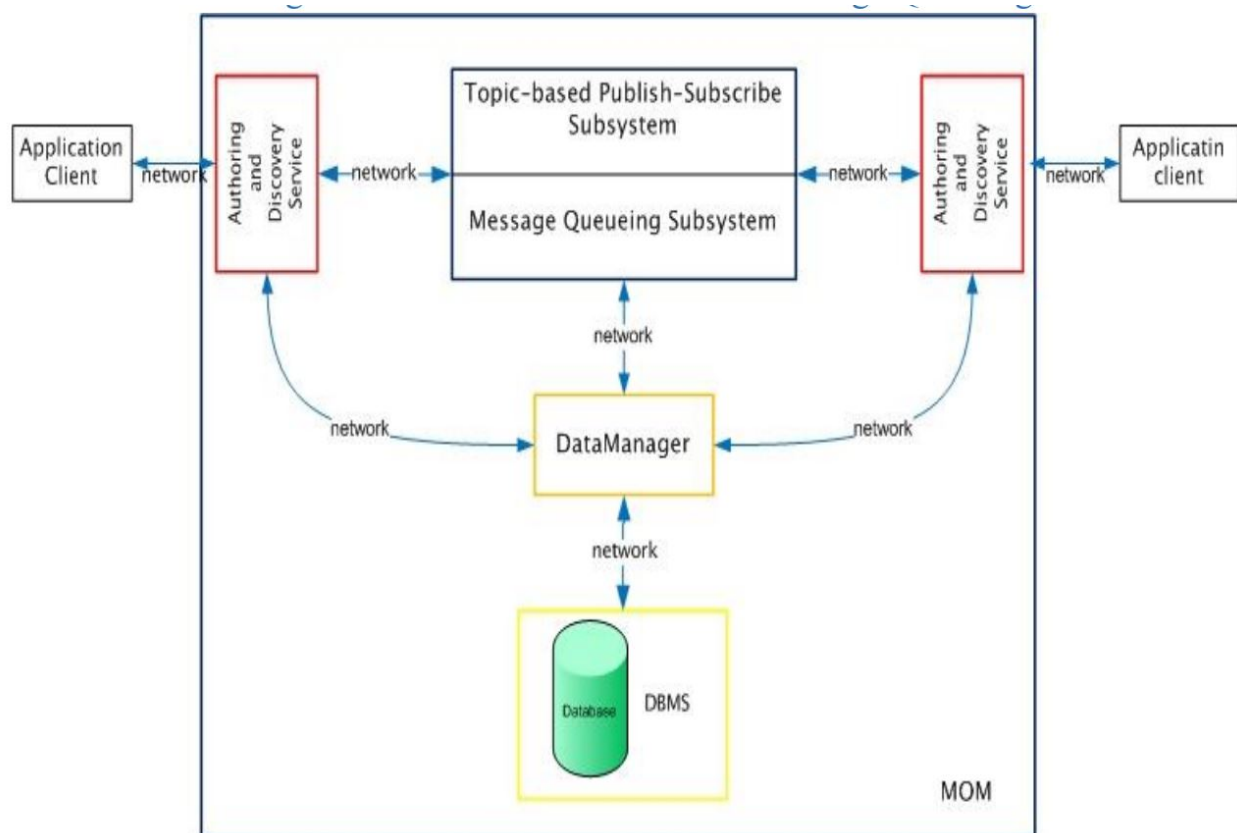 Topic-based Publish-Subscribe
Subsystem
Message Queueing Subsystem
Authoring
and
Discovery
Service
Authoring
and
Discovery
Service
Application
Client
Applicatin
client
network
network
network
network
network
network
network
DataManager
network
Database
DBMS
MOM